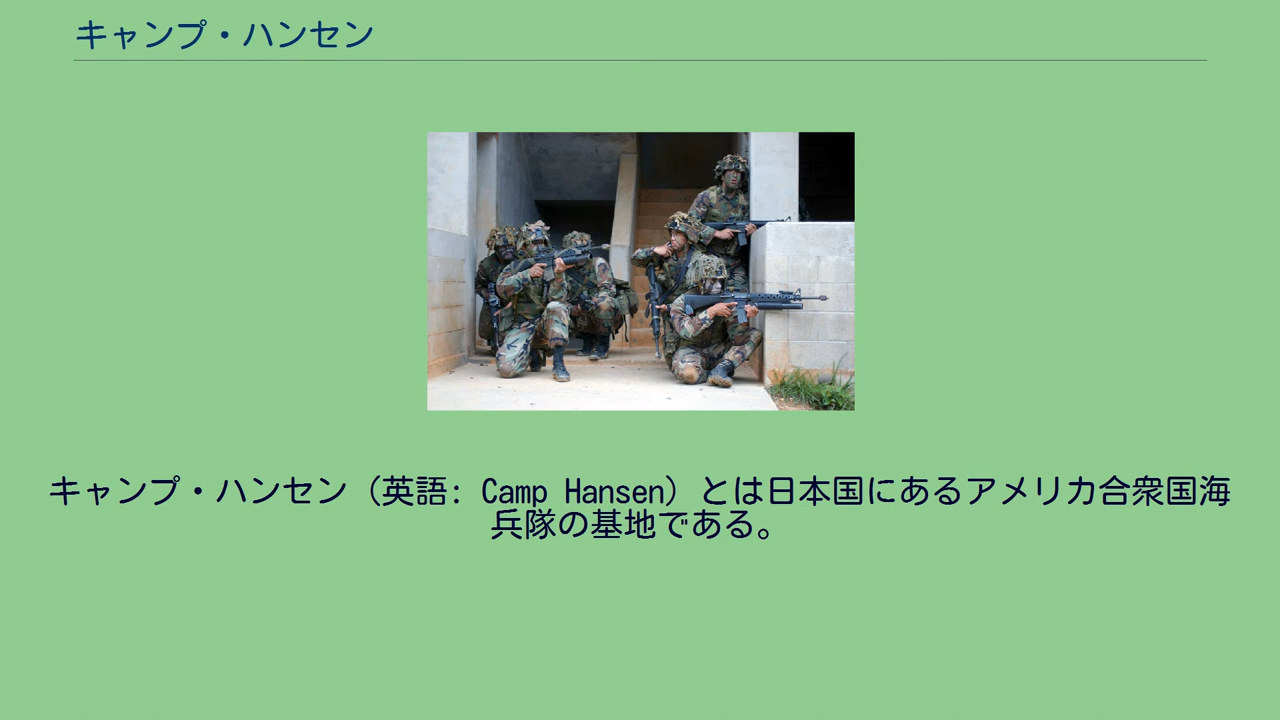 キャンプ・ハンセン
キャンプ・ハンセン（英語: Camp Hansen）とは日本国にあるアメリカ合衆国海
兵隊の基地である。